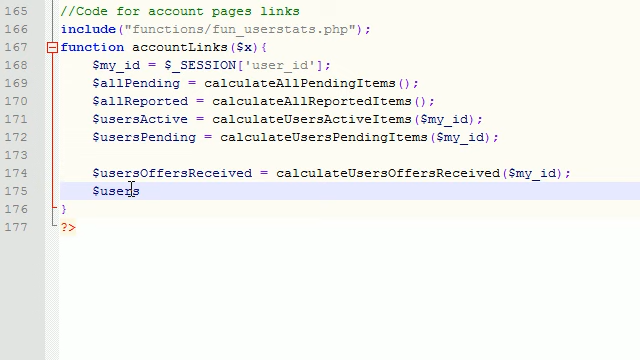 165 //Code for account pages links
166 include("functions/fun_userstats.php");
167 function accountLinks($x){
168 $my_id = $_SESSION['user_id'];
169 $allPending = calculateAllPendingItems();
170 $allReported = calculateAllReportedItems();
171 $usersActive = calculateUsersActiveItems($my_id);
172 $usersPending = calculateUsersPendingItems($my_id);
173
174 $usersOffersReceived = calculateUsersOffersReceived($my_id);
175 $users
176 }
177 ?>